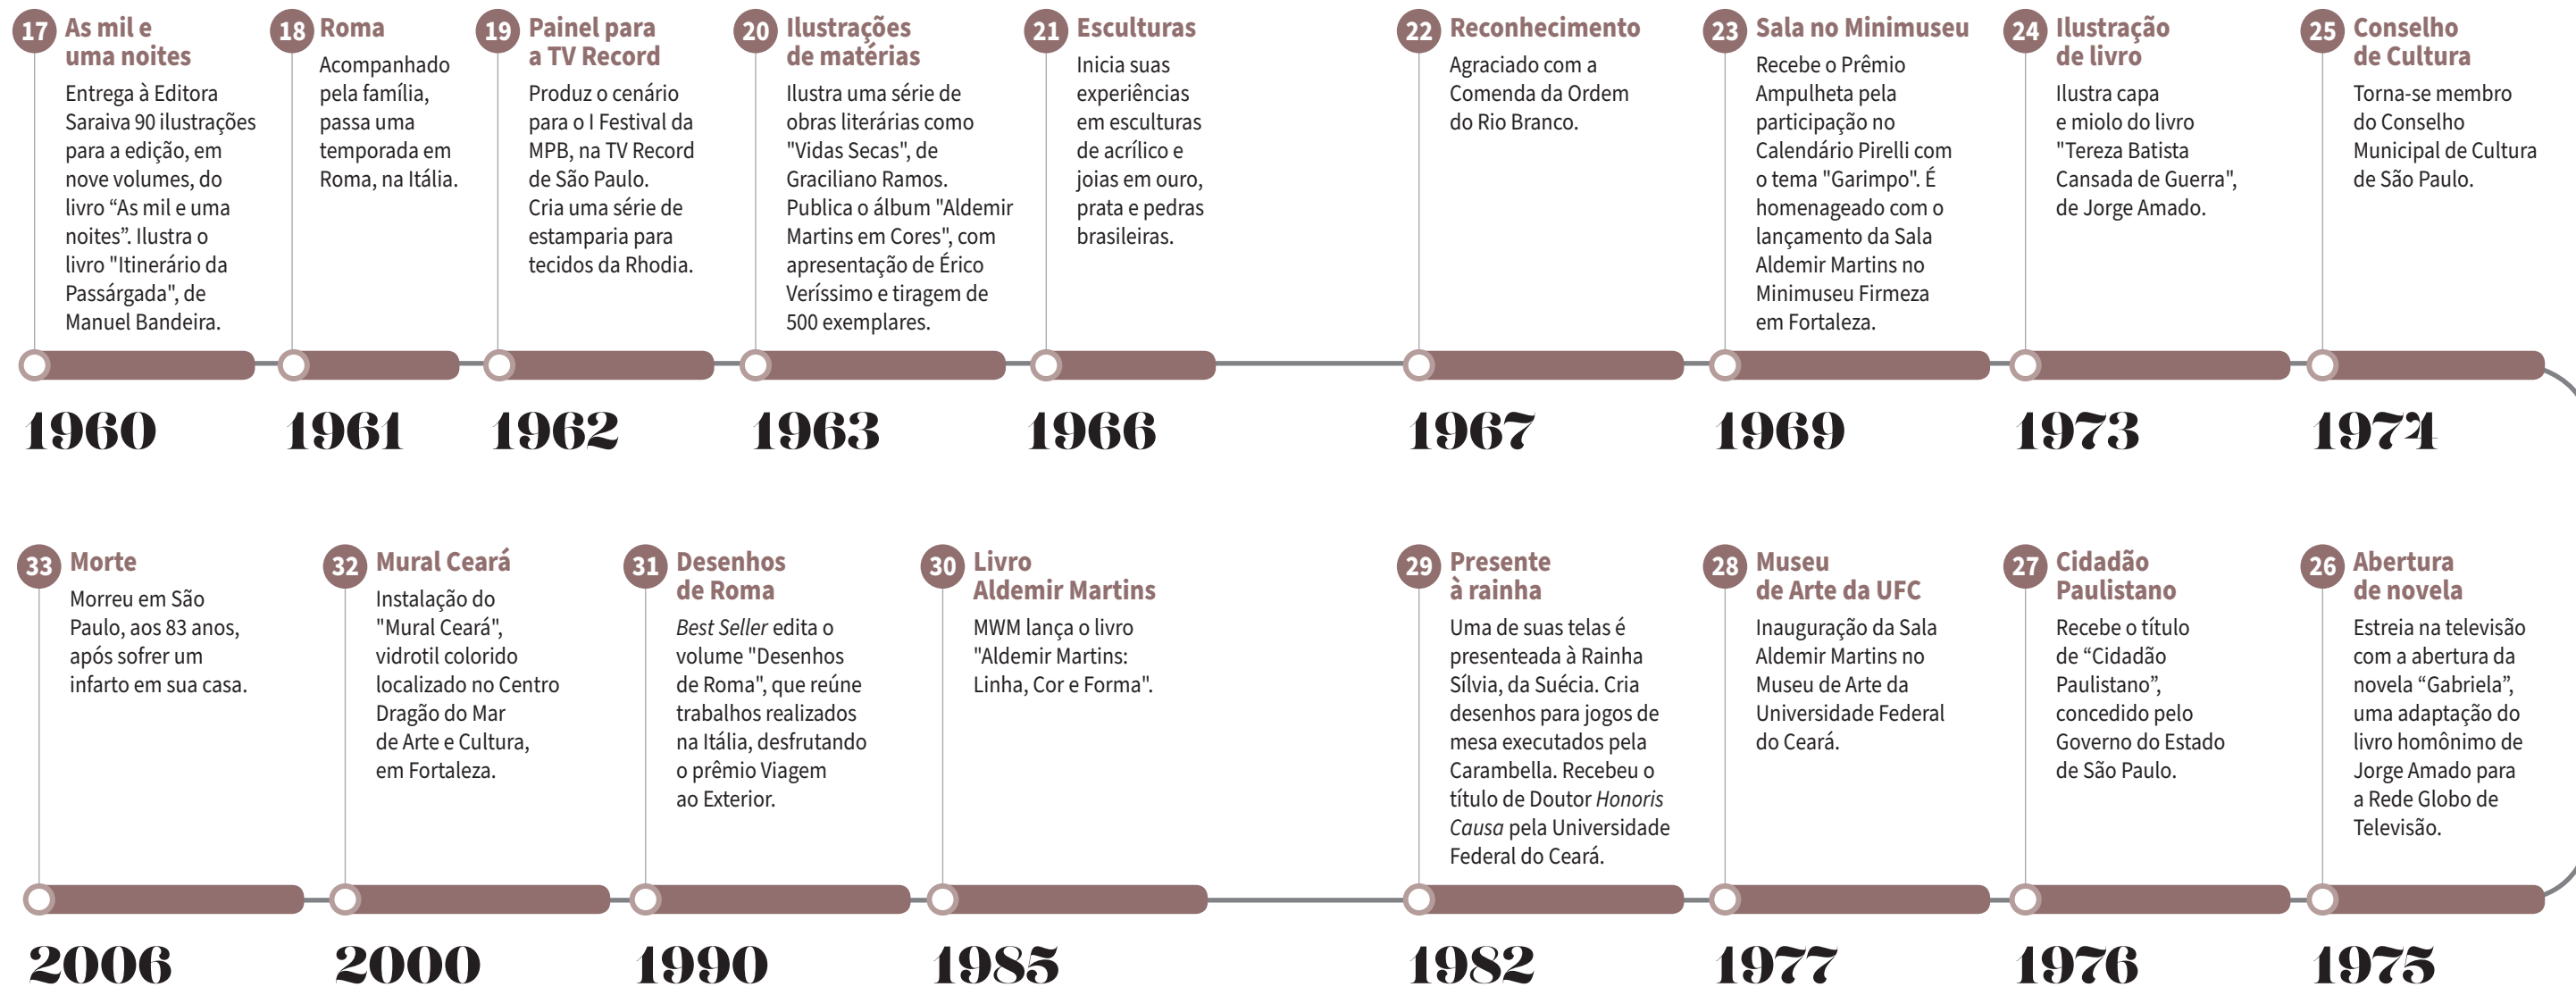 17
As mil e
uma noites
Entrega à Editora
Saraiva 90 ilustrações
para a edição, em
nove volumes, do
livro “As mil e uma
noites”. Ilustra o
livro "Itinerário da
Passárgada", de
Manuel Bandeira.
1960
18
Roma
Acompanhado
pela família,
passa uma
temporada em
Roma, na Itália.
1961
19
Painel para
a TV Record
Produz o cenário
para o I Festival da
MPB, na TV Record
de São Paulo.
Cria uma série de
estamparia para
tecidos da Rhodia.
1962
20
Ilustrações
de matérias
Ilustra uma série de
obras literárias como
"Vidas Secas", de
Graciliano Ramos.
Publica o álbum "Aldemir
Martins em Cores", com
apresentação de Érico
Veríssimo e tiragem de
500 exemplares.
1963
21
Esculturas
Inicia suas
experiências
em esculturas
de acrílico e
joias em ouro,
prata e pedras
brasileiras.
1966
22
Reconhecimento
Agraciado com a
Comenda da Ordem
do Rio Branco.
1967
23
Sala no Minimuseu
Recebe o Prêmio
Ampulheta pela
participação no
Calendário Pirelli com
o tema "Garimpo". É
homenageado com o
lançamento da Sala
Aldemir Martins no
Minimuseu Firmeza
em Fortaleza.
1969
24
Ilustração
de livro
Ilustra capa
e miolo do livro
"Tereza Batista
Cansada de Guerra",
de Jorge Amado.
1973
25
Conselho
de Cultura
Torna-se membro
do Conselho
Municipal de Cultura
de São Paulo.
1974
26
Abertura
de novela
Estreia na televisão
com a abertura da
novela “Gabriela”,
uma adaptação do
livro homônimo de
Jorge Amado para
a Rede Globo de
Televisão.
1975
27
Cidadão
Paulistano
Recebe o título
de “Cidadão
Paulistano”,
concedido pelo
Governo do Estado
de São Paulo.
1976
28
Museu
de Arte da UFC
Inauguração da Sala
Aldemir Martins no
Museu de Arte da
Universidade Federal
do Ceará.
1977
29
Presente
à rainha
Uma de suas telas é
presenteada à Rainha
Sílvia, da Suécia. Cria
desenhos para jogos de
mesa executados pela
Carambella. Recebeu o
título de Doutor Honoris
Causa pela Universidade
Federal do Ceará.
1982
30
Livro
Aldemir Martins
MWM lança o livro
"Aldemir Martins:
Linha, Cor e Forma".
1985
31
Desenhos
de Roma
Best Seller edita o
volume "Desenhos
de Roma", que reúne
trabalhos realizados
na Itália, desfrutando
o prêmio Viagem
ao Exterior.
1990
32
Mural Ceará
Instalação do
"Mural Ceará",
vidrotil colorido
localizado no Centro
Dragão do Mar
de Arte e Cultura,
em Fortaleza.
2000
33
Morte
Morreu em São
Paulo, aos 83 anos,
após sofrer um
infarto em sua casa.
2006